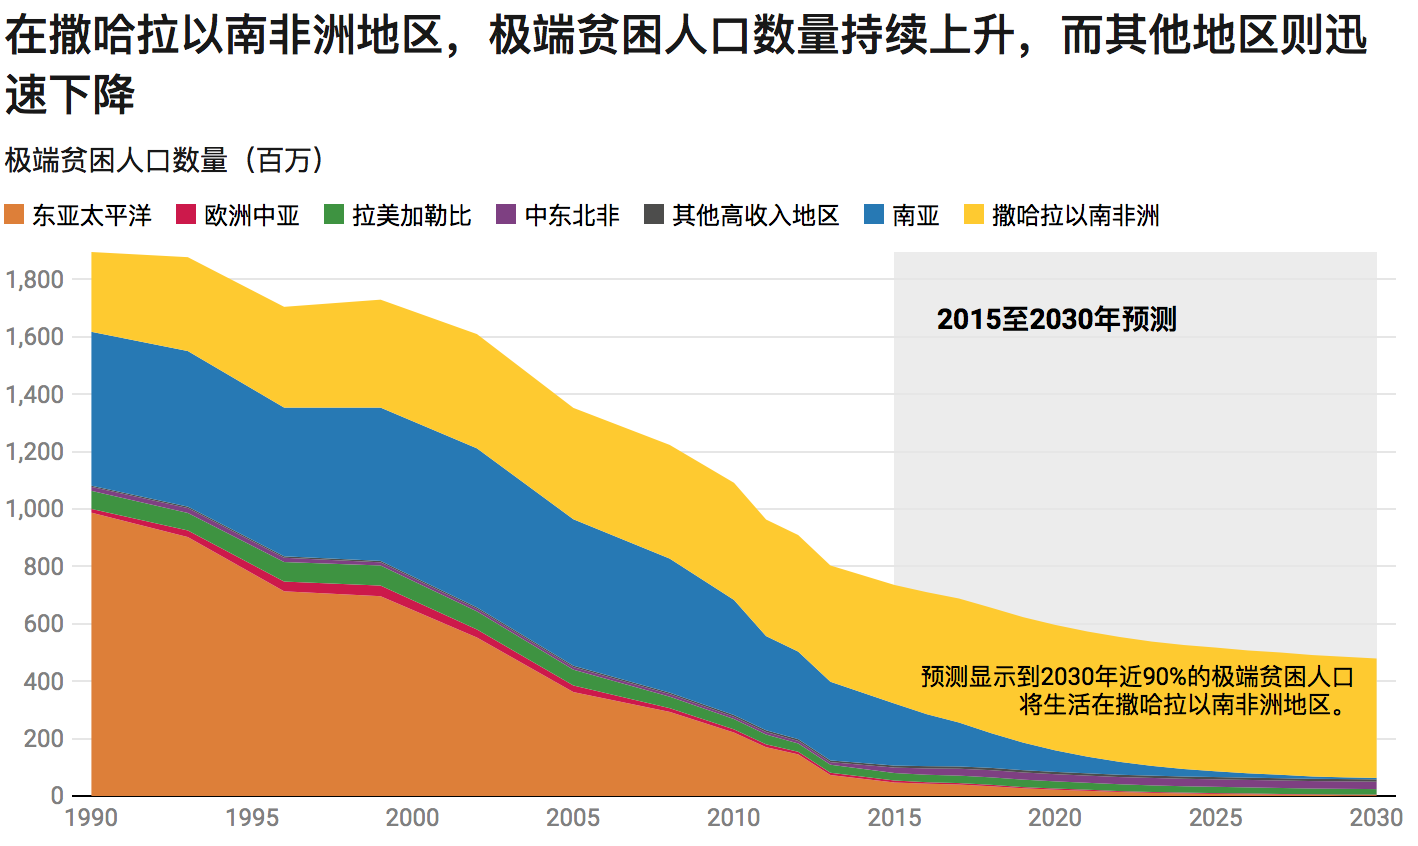 在撒哈拉以南非洲地区，极端贫困人口数量持续上升，而其他地区则迅
速下降
极端贫困人口数量（百万）
东亚太平洋 欧洲中亚 拉美加勒比 中东北非 其他高收入地区 南亚 撒哈拉以南非洲
1,800
2015至2030年预测
1,600
1,400
1,200
1,000
800
600
400
预测显示到2030年近90%的极端贫困人口
将生活在撒哈拉以南非洲地区。
200
0
1990 1995 2000 2005 2010 2015 2020 2025 2030